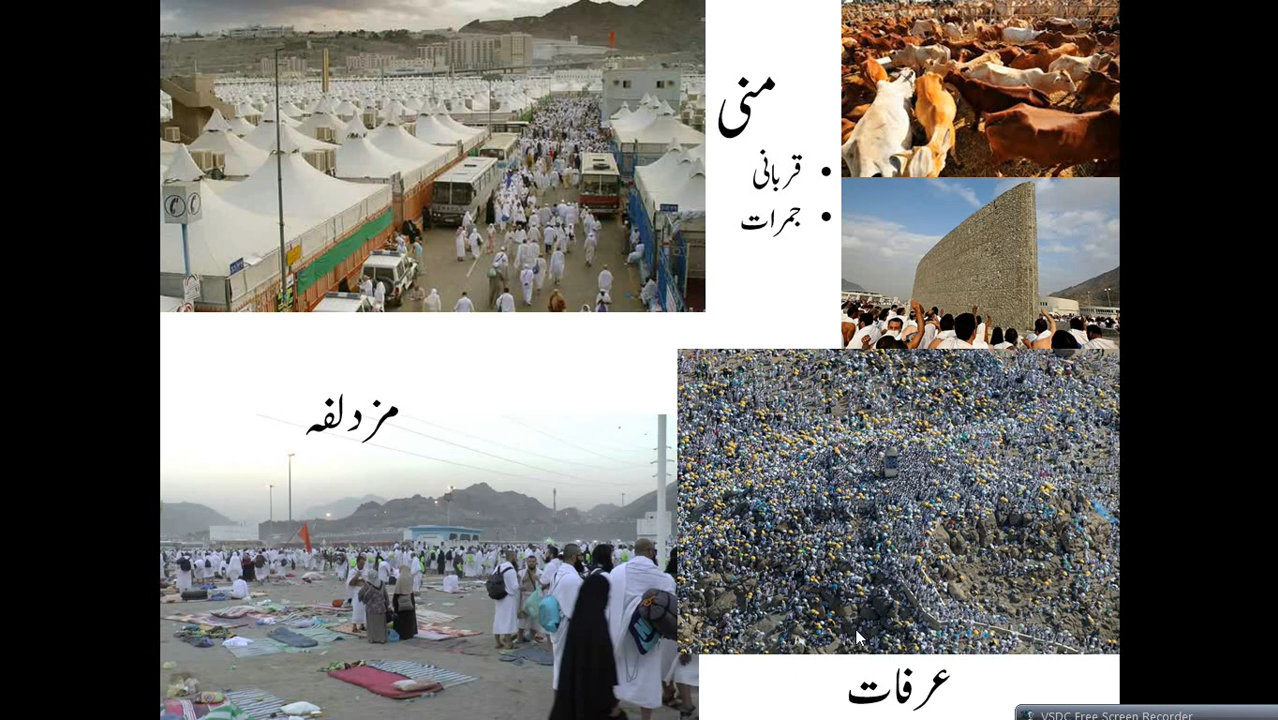 منی
• قربانی
• جمرات
مزدلفہ
عرفات
VSDC Free Screen Recorder